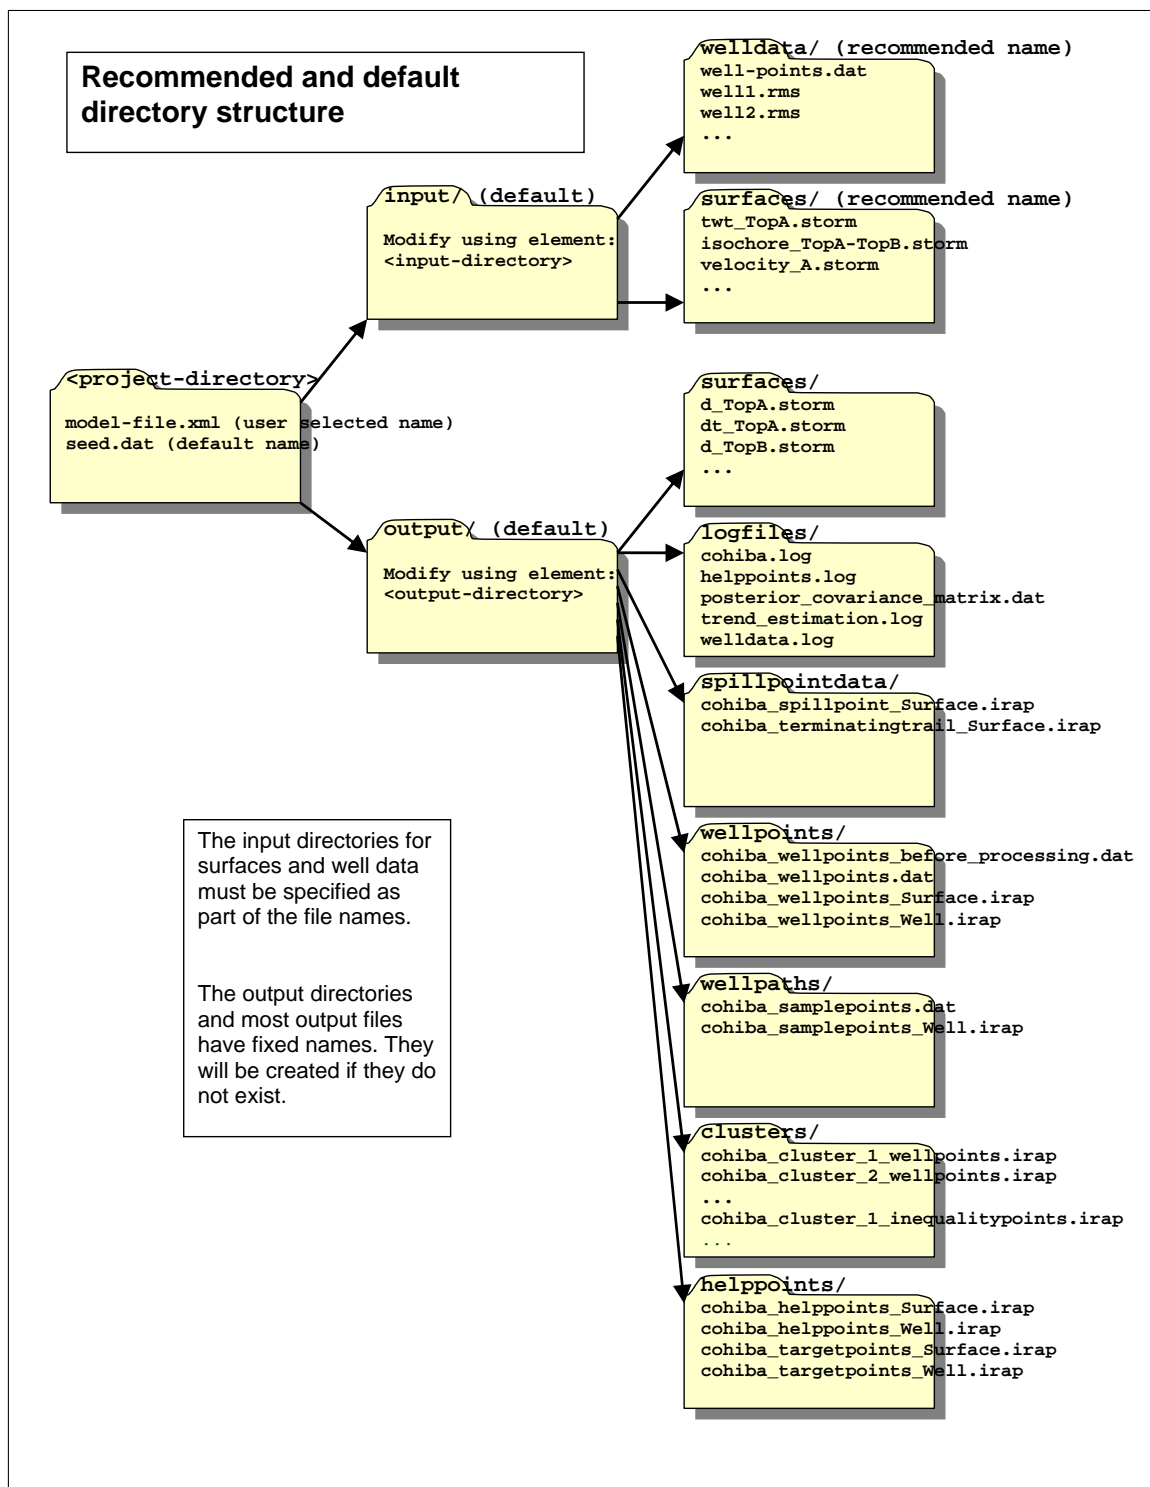 Recommended and default
directory structure
welldata/ (recommended name)
well-points.dat
well1.rms
well2.rms
...
input/ (default)
Modify using element:
<input-directory>
surfaces/ (recommended name)
twt_TopA.storm
isochore_TopA-TopB.storm
velocity_A.storm
...
<project-directory>
model-file.xml (user selected name)
seed.dat (default name)
surfaces/
d_TopA.storm
dt_TopA.storm
d_TopB.storm
...
output/ (default)
Modify using element:
<output-directory>
logfiles/
cohiba.log
helppoints.log
posterior_covariance_matrix.dat
trend_estimation.log
welldata.log
spillpointdata/
cohiba_spillpoint_Surface.irap
cohiba_terminatingtrail_Surface.irap
The input directories for
surfaces and well data
must be specified as
part of the file names.
The output directories
and most output files
have fixed names. They
will be created if they do
not exist.
wellpoints/
cohiba_wellpoints_before_processing.dat
cohiba_wellpoints.dat
cohiba_wellpoints_Surface.irap
cohiba_wellpoints_Well.irap
wellpaths/
cohiba_samplepoints.dat
cohiba_samplepoints_Well.irap
clusters/
cohiba_cluster_1_wellpoints.irap
cohiba_cluster_2_wellpoints.irap
...
cohiba_cluster_1_inequalitypoints.irap
...
helppoints/
cohiba_helppoints_Surface.irap
cohiba_helppoints_Well.irap
cohiba_targetpoints_Surface.irap
cohiba_targetpoints_Well.irap